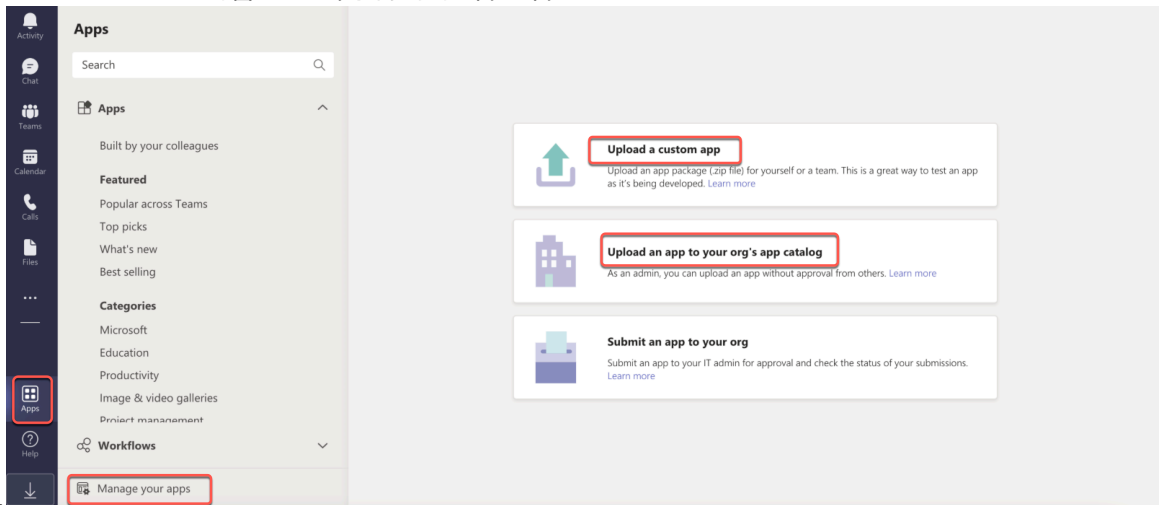 Activity
Chat
Teams
Calendar
Calls
Files
Apps
Help
Apps
Search
Apps
Built by your colleagues
Featured
Popular across Teams
Top picks
What's new
Best selling
Categories
Microsoft
Education
Productivity
Image & video galleries
Project management
Workflows
Manage your apps
Upload a custom app
Upload an app package (.zip file) for yourself or a team. This is a great way to test an app
as it's being developed. Learn more
Upload an app to your org's app catalog
As an admin, you can upload an app without approval from others. Learn more
Submit an app to your org
Submit an app to your IT admin for approval and check the status of your submissions.
Learn more